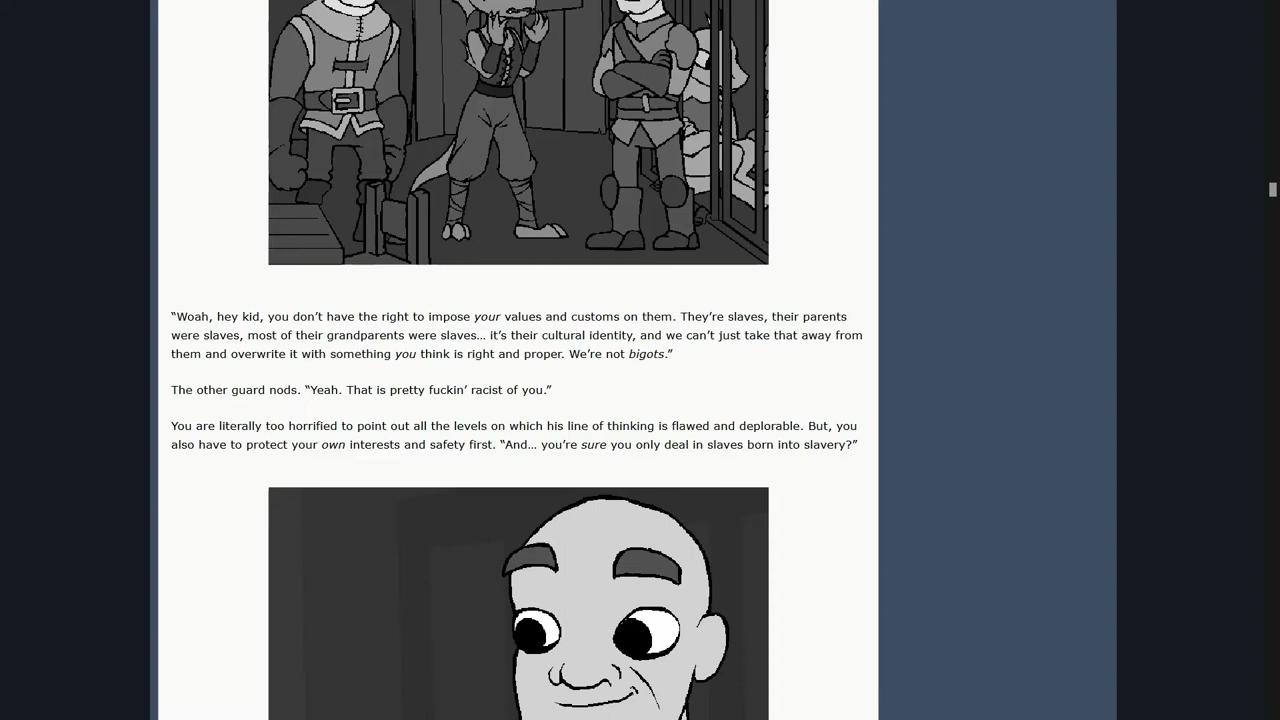 “Woah, hey kid, you don’t have the right to impose your values and customs on them. They’re slaves, their parents
were slaves, most of their grandparents were slaves… it’s their cultural identity, and we can’t just take that away from
them and overwrite it with something you think is right and proper. We’re not bigots.”
The other guard nods. “Yeah. That is pretty fuckin’ racist of you.”
You are literally too horrified to point out all the levels on which his line of thinking is flawed and deplorable. But, you
also have to protect your own interests and safety first. “And… you’re sure you only deal in slaves born into slavery?”